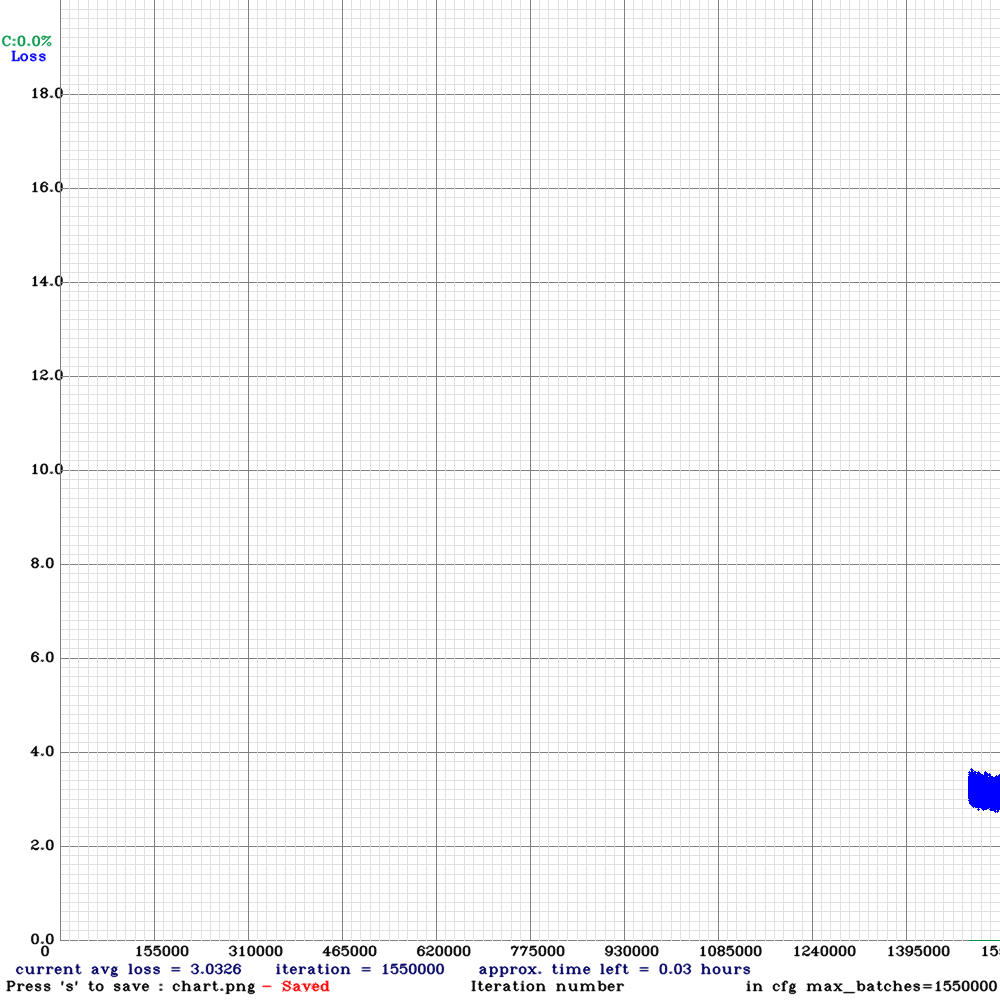 C:0.0%
Loss
18.0
16.0
14.0
12.0
10.0
8.0
6.0
4.0
2.0
0.0
0 155000 310000 465000 620000 775000 930000 1085000 1240000 1395000 155
current avg loss = 3.0326 iteration = 1550000 approx. time left = 0.03 hours
Press 's' to save : chart.png - Saved Iteration number in cfg max_batches=1550000